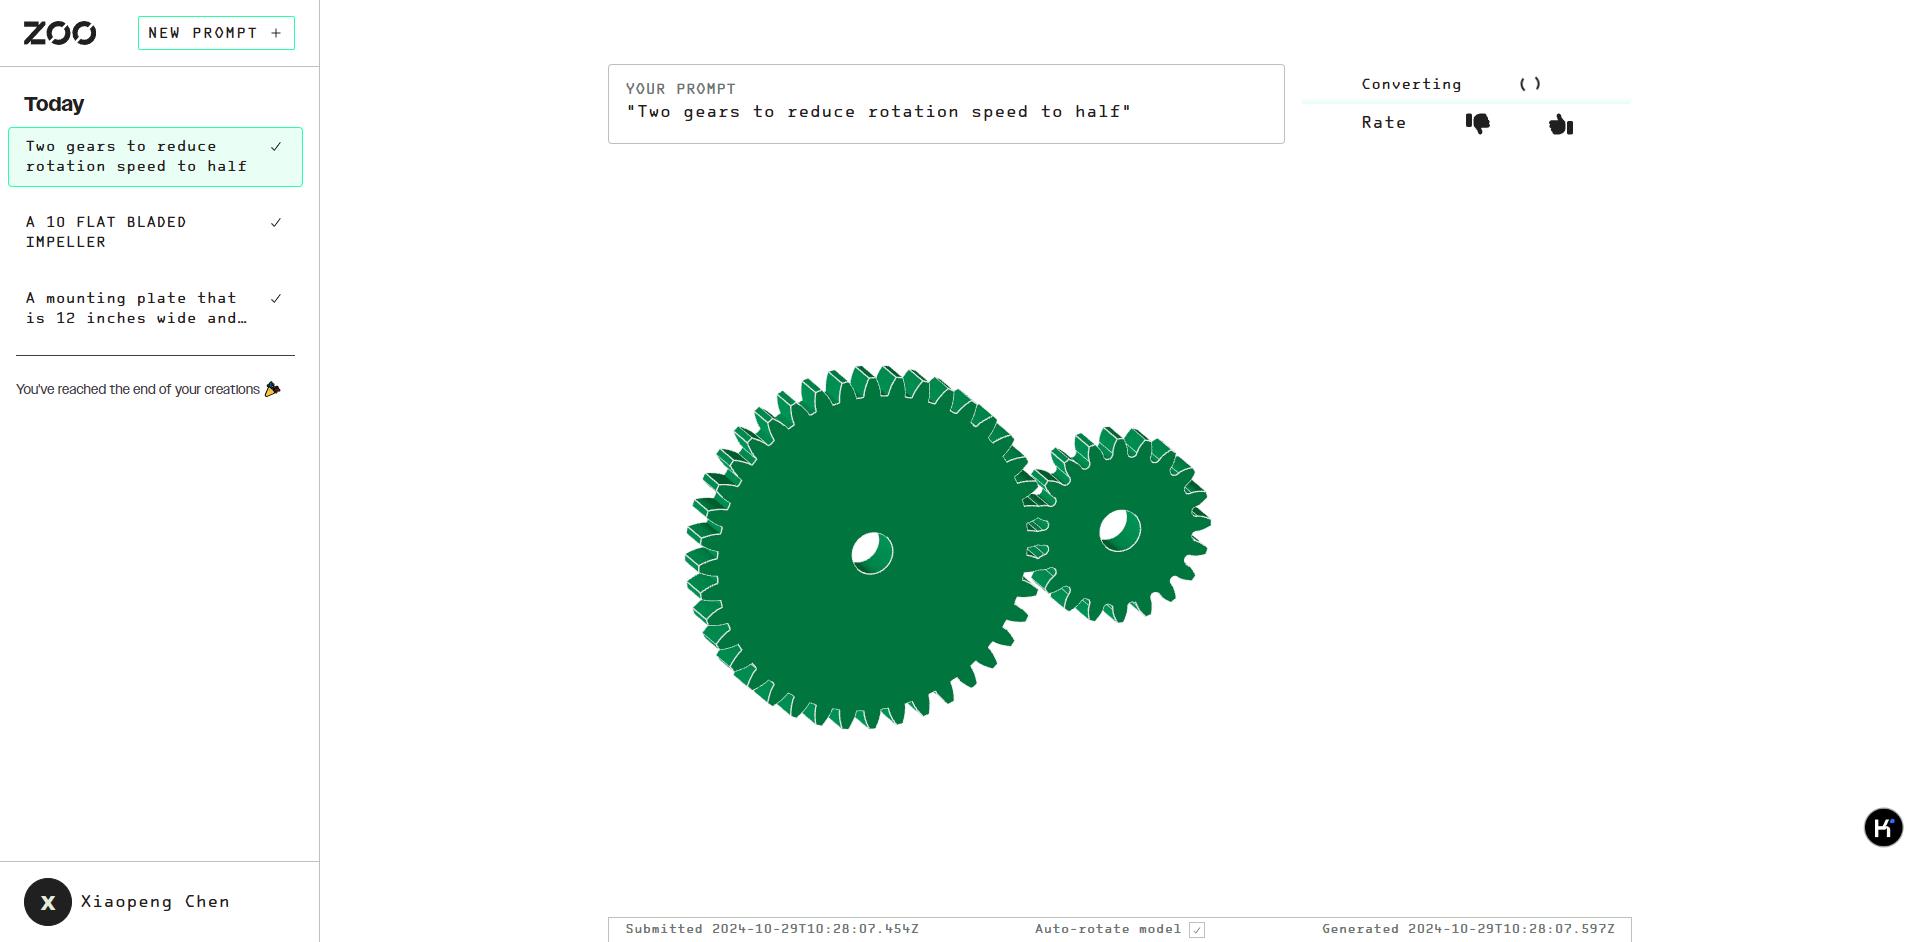 ZOO
NEW PROMPT +
Today
Two gears to reduce
rotation speed to half
A 10 FLAT BLADED
IMPELLER
A mounting plate that
is 12 inches wide and…
You've reached the end of your creations
X
Xiaopeng Chen
YOUR PROMPT
"Two gears to reduce rotation speed to half"
Converting
Rate
K
Submitted 2024-10-29T10:28:07.454Z
Auto-rotate model
Generated 2024-10-29T10:28:07.597Z